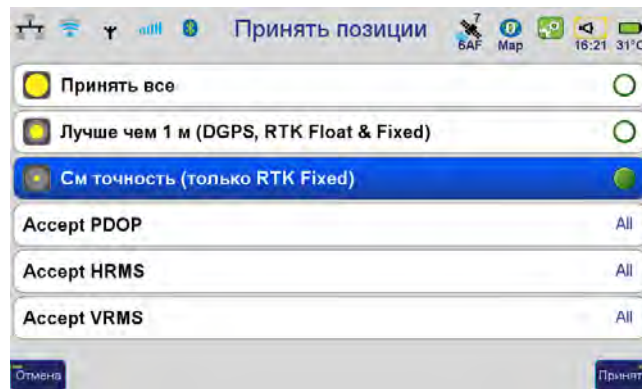 Принять позиции
7
6AF
Map
16:21
31°C
Принять все
Лучше чем 1 м (DGPS, RTK Float & Fixed)
См точность (только RTK Fixed)
Accept PDOP All
Accept HRMS All
Accept VRMS All
Отмена
Принят